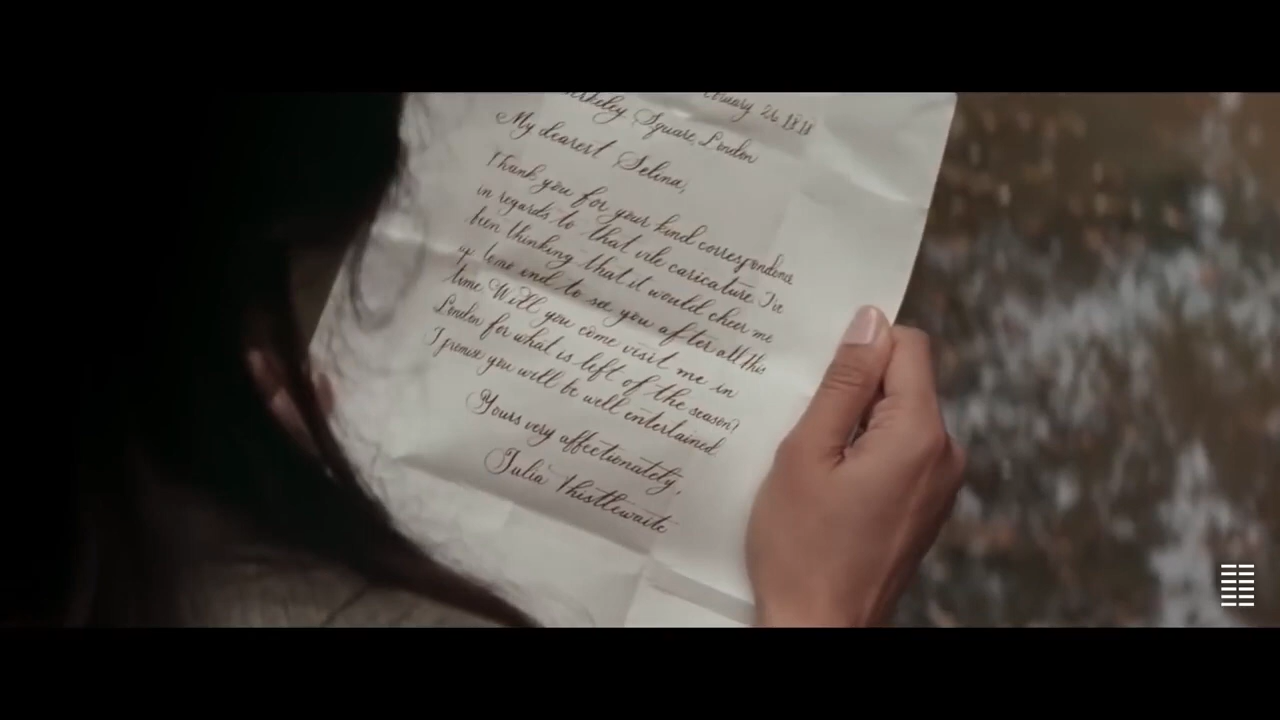 26 1818
Square, London
My dearest Selina,
Thank you for your kind correspondence
in regards to that vile caricature. I've
been thinking that it would cheer me
up to no end to see you after all this
time. Will you come visit me in
London for what is left of the season?
I promise you will be well entertained.
Yours very affectionately,
Julia Thistlewaite